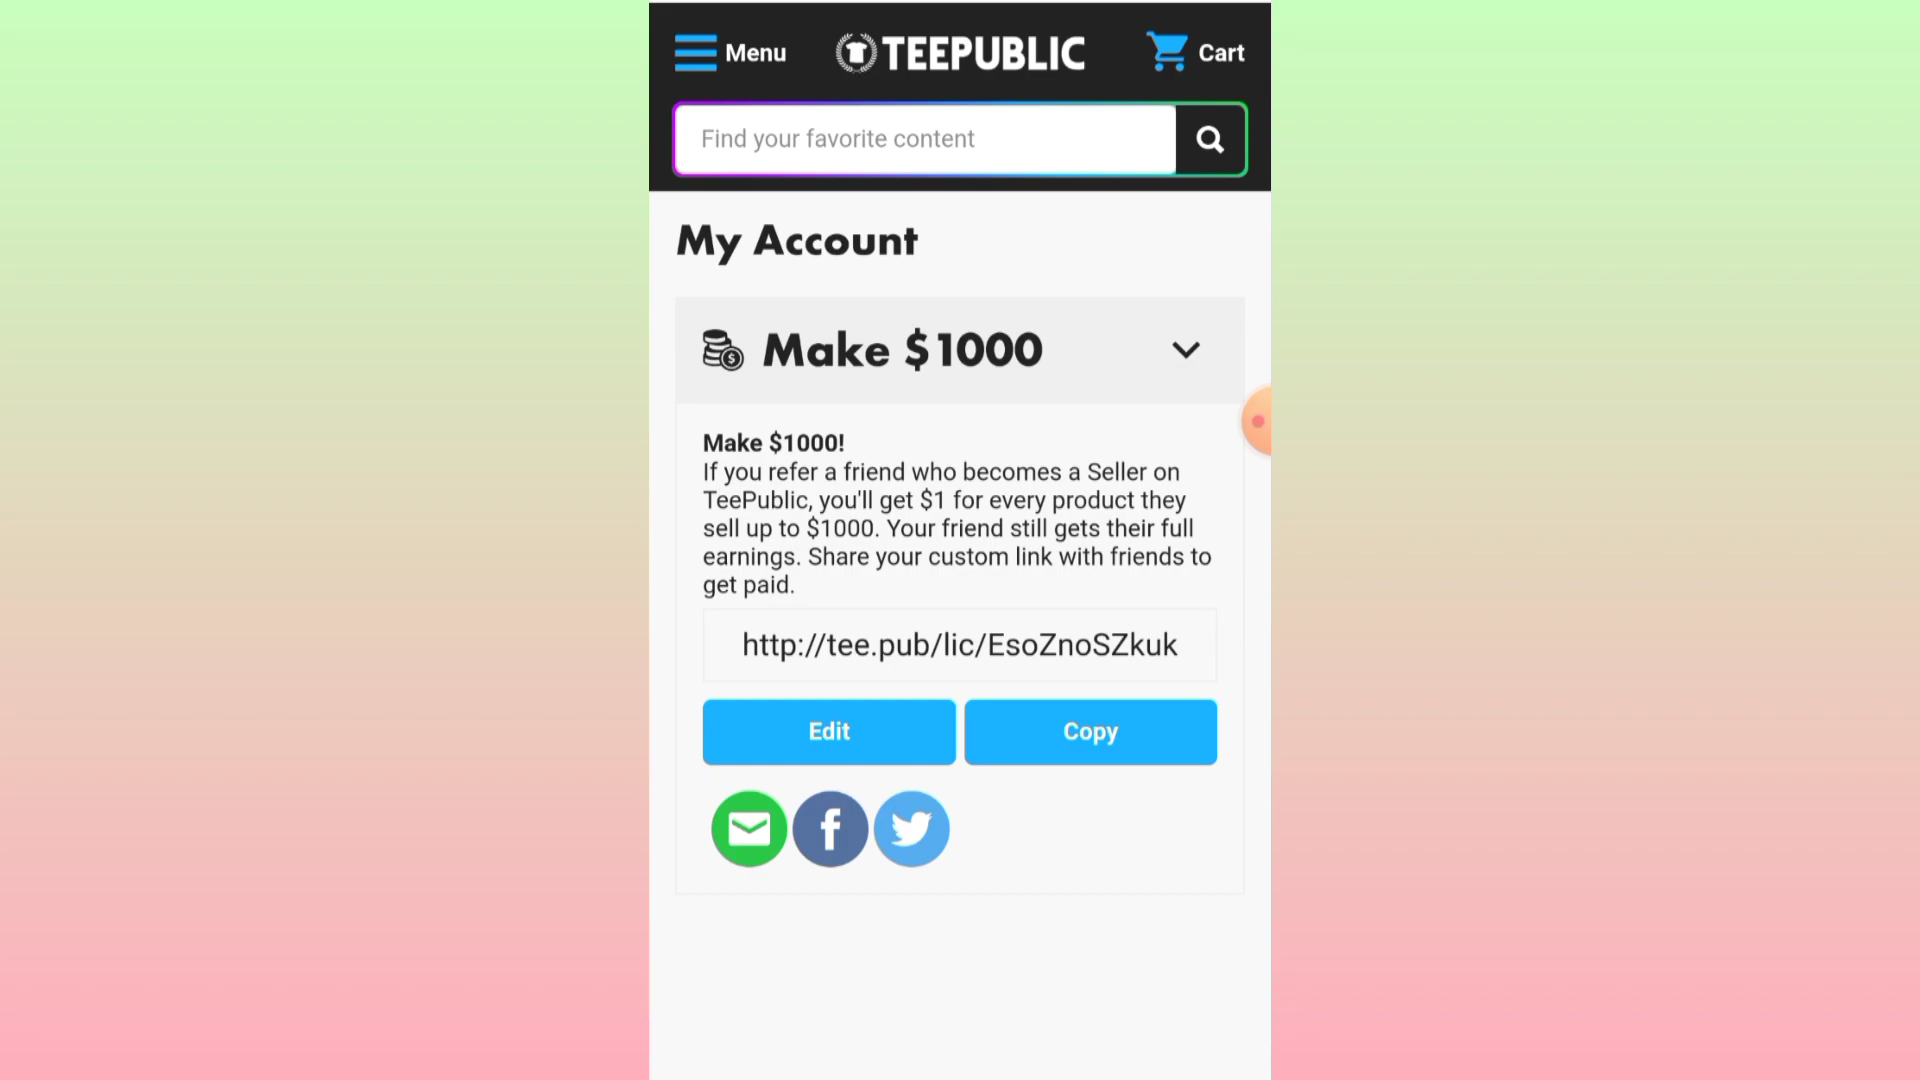 Menu
TEEPUBLIC
Cart
Find your favorite content
My Account
Make $1000
Make $1000!
If you refer a friend who becomes a Seller on
TeePublic, you'll get $1 for every product they
sell up to $1000. Your friend still gets their full
earnings. Share your custom link with friends to
get paid.
http://tee.pub/lic/EsoZnoSZkuk
Edit
Copy